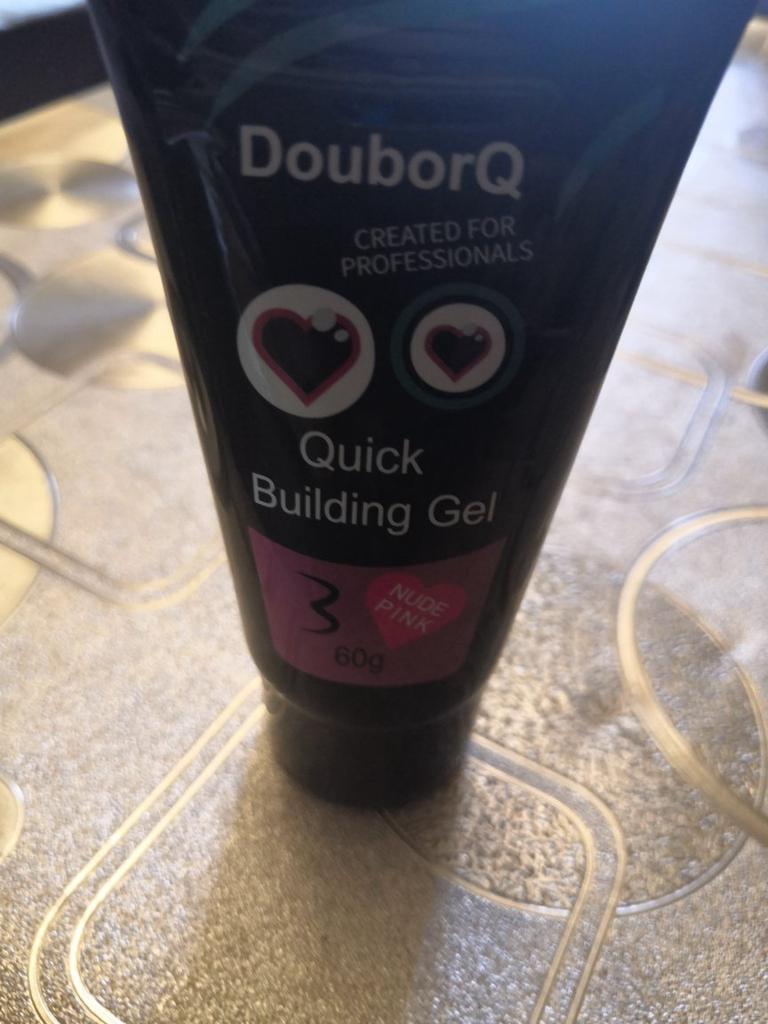 DouborQ
CREATED FOR
PROFESSIONALS
Quick
Building Gel
3
NUDE
PINK
60g